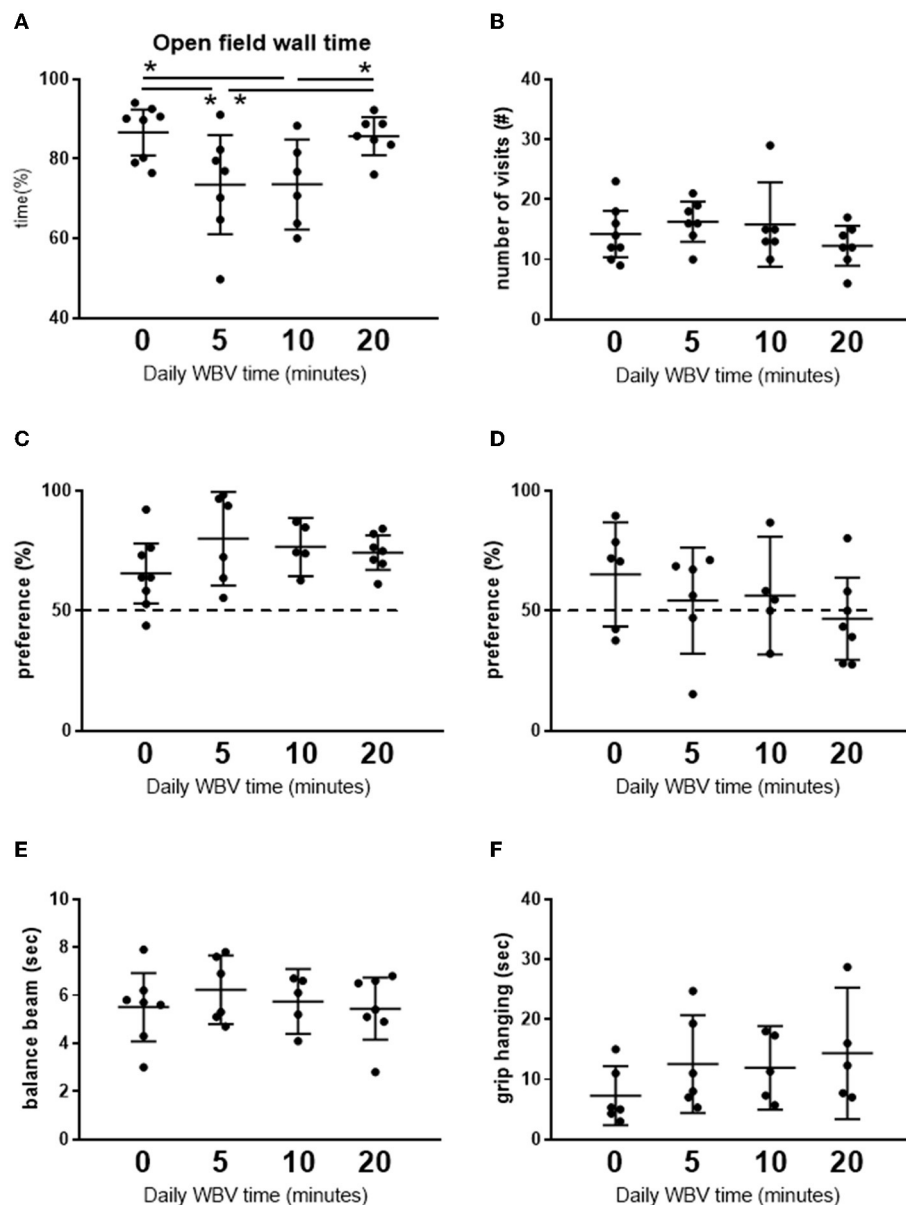 A
Open field wall time
* *
* *
100
80
60
40
time(%)
0 5 10 20
Daily WBV time (minutes)
B
40
30
20
10
0
number of visits (#)
0 5 10 20
Daily WBV time (minutes)
C
100
50
0
preference (%)
0 5 10 20
Daily WBV time (minutes)
D
100
50
0
preference (%)
0 5 10 20
Daily WBV time (minutes)
E
10
8
6
4
2
0
balance beam (sec)
0 5 10 20
Daily WBV time (minutes)
F
40
30
20
10
0
grip hanging (sec)
0 5 10 20
Daily WBV time (minutes)